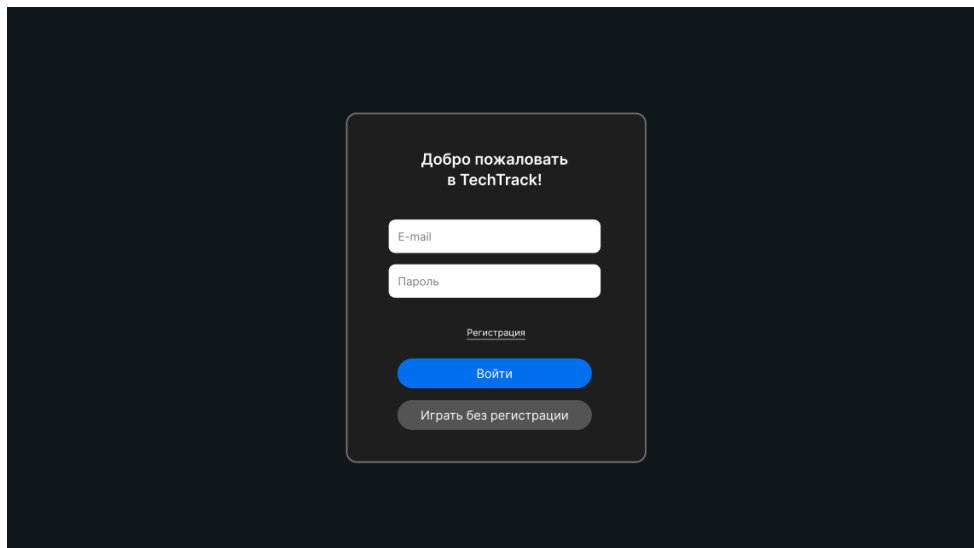 Добро пожаловать
в TechTrack!
E-mail
Пароль
Регистрация
Войти
Играть без регистрации